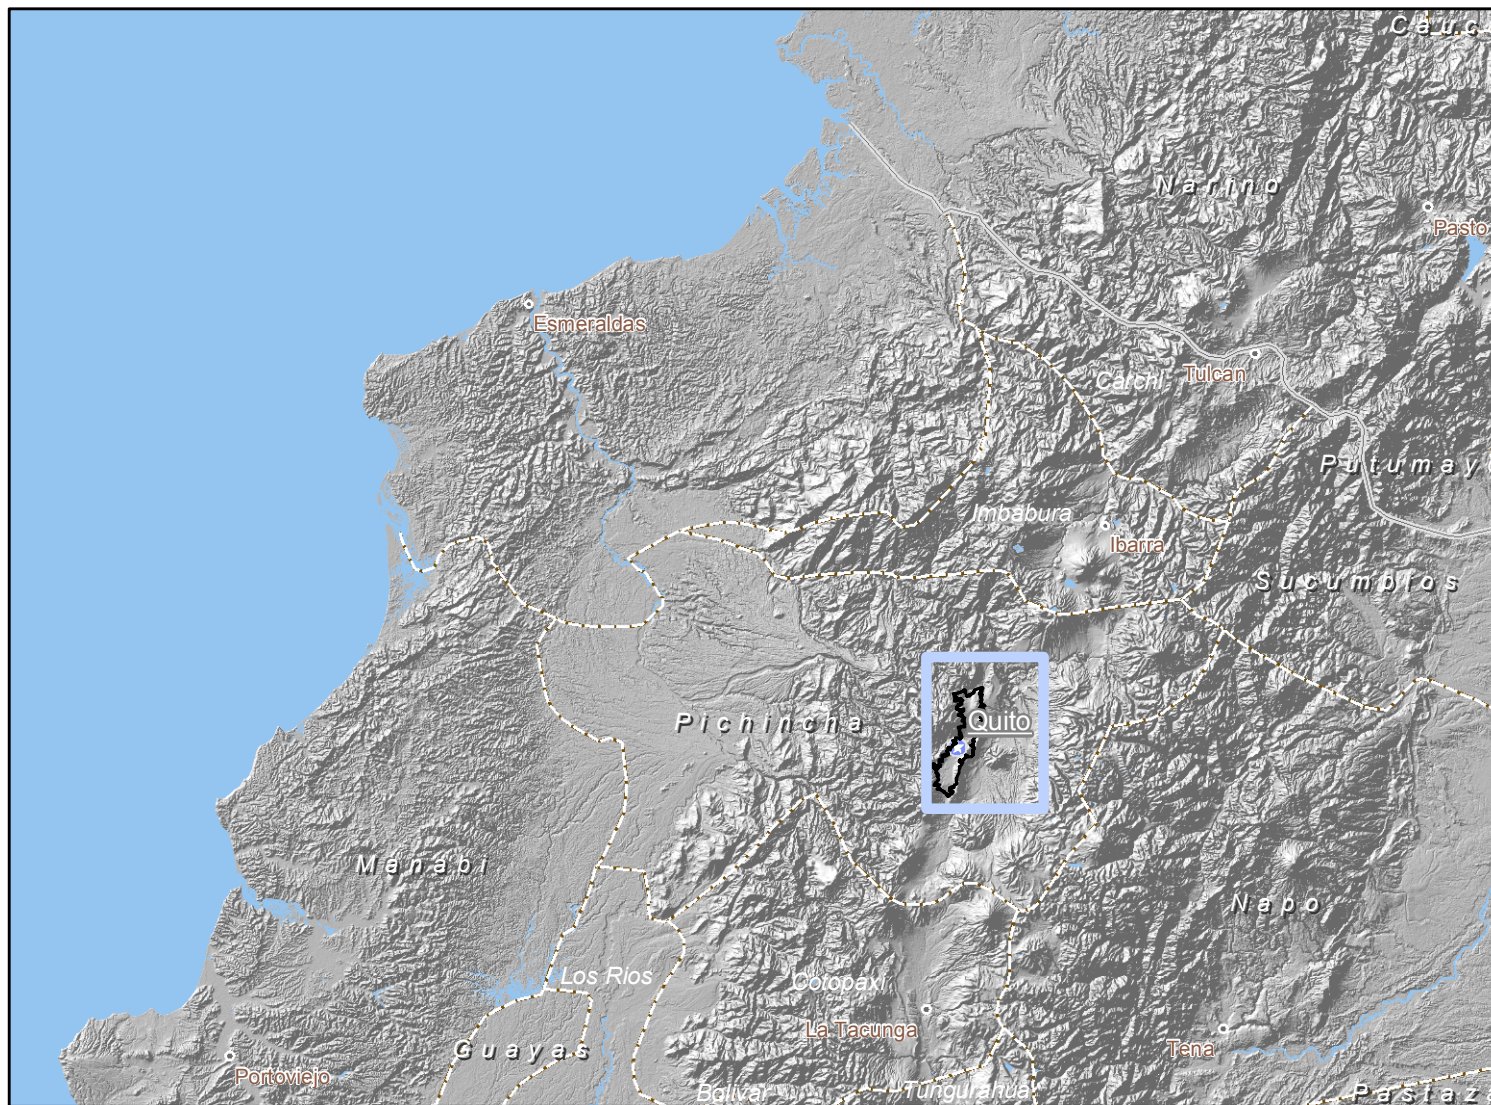 Cauc
Narino
Pasto
Esmeraldas
Carchi
Tulcan
Putumayo
Imbabura
Ibarra
Sucumbios
Quito
Pichincha
Manabi
Napo
Los Rios
Cotopaxi
La Tacunga
Guayas
Tena
Portoviejo
Bolivar
Tungurahua
Pastaza